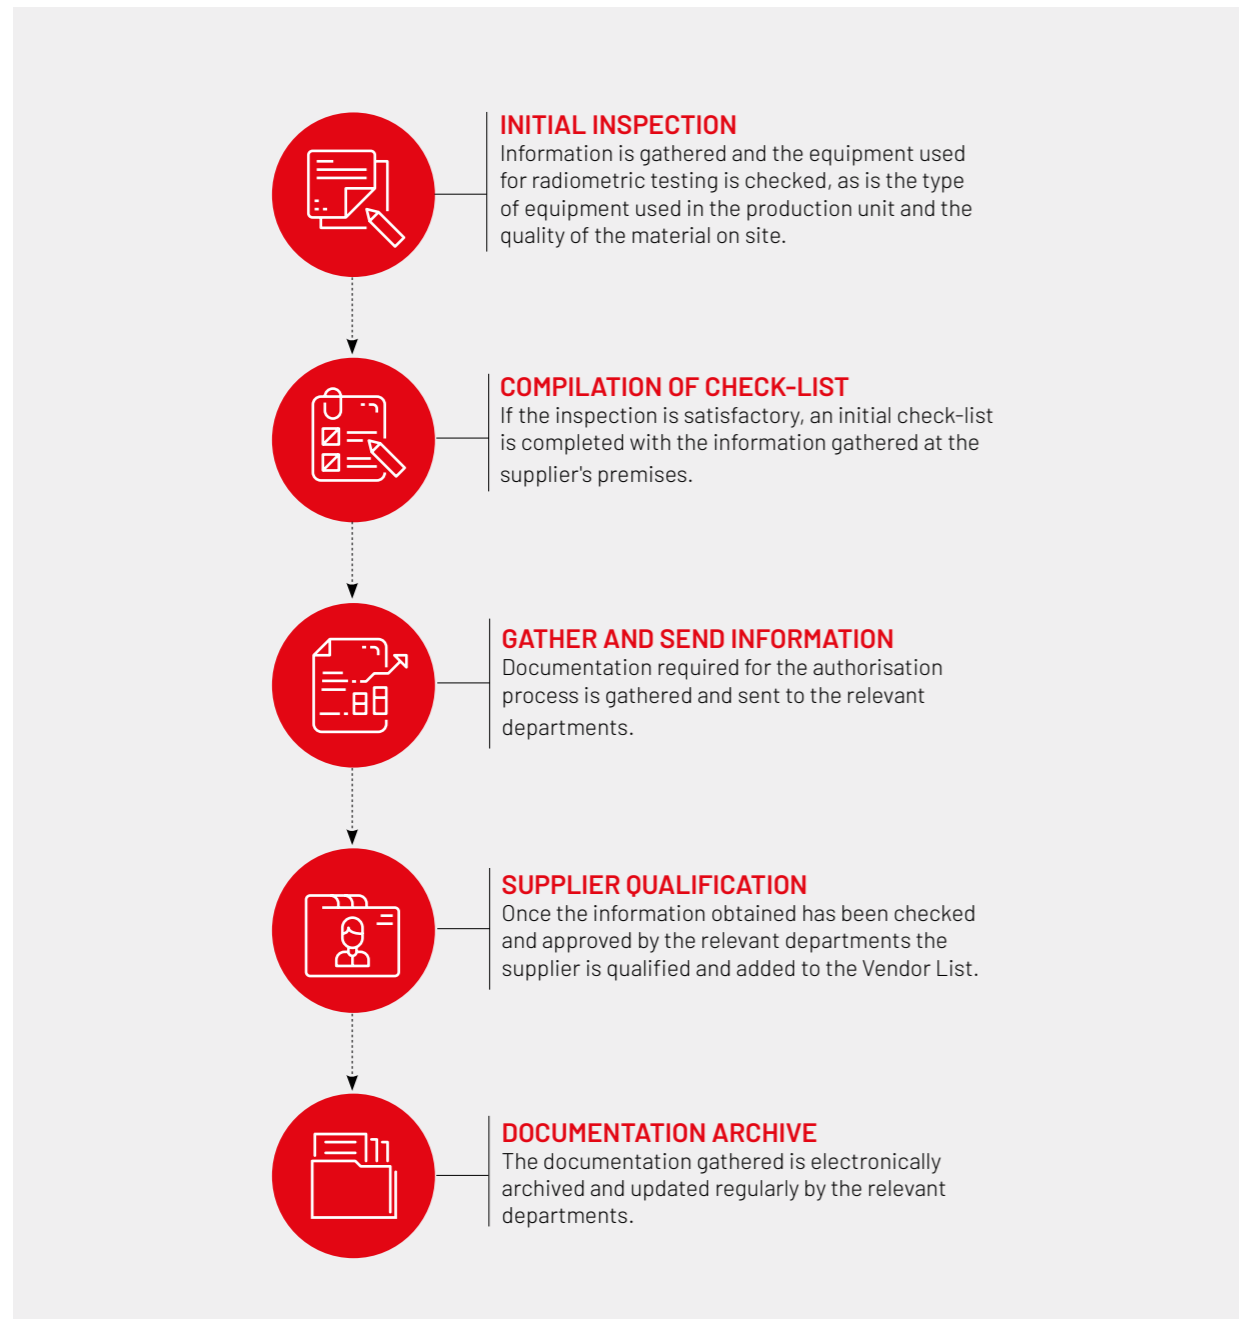 INITIAL INSPECTION
Information is gathered and the equipment used
for radiometric testing is checked, as is the type
of equipment used in the production unit and the
quality of the material on site.
COMPILATION OF CHECK-LIST
If the inspection is satisfactory, an initial check-list
is completed with the information gathered at the
supplier's premises.
GATHER AND SEND INFORMATION
Documentation required for the authorisation
process is gathered and sent to the relevant
departments.
SUPPLIER QUALIFICATION
Once the information obtained has been checked
and approved by the relevant departments the
supplier is qualified and added to the Vendor List.
DOCUMENTATION ARCHIVE
The documentation gathered is electronically
archived and updated regularly by the relevant
departments.